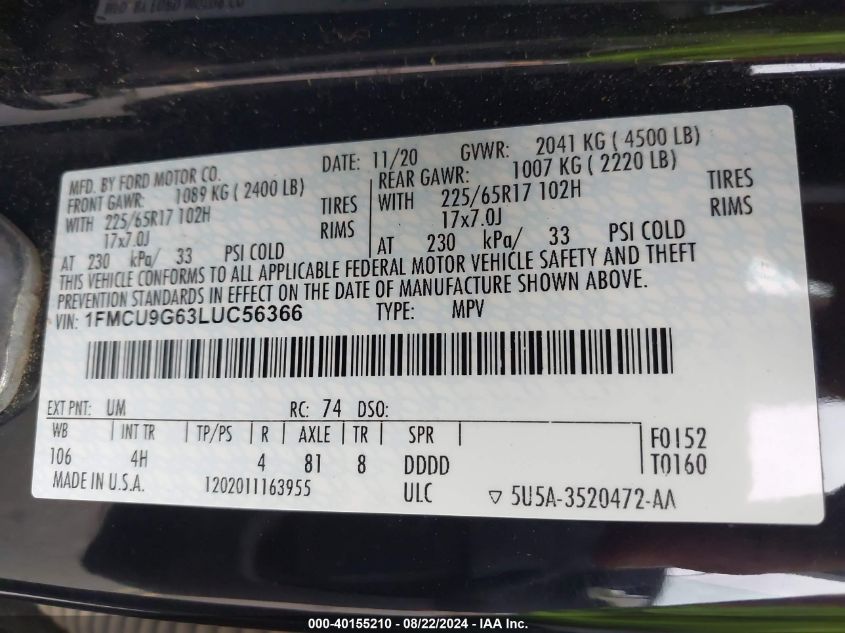 MFD. BY FORD MOTOR CO.
DATE: 11/20 GVWR: 2041 KG ( 4500 LB)
FRONT GAWR: 1089 KG ( 2400 LB)
REAR GAWR: 1007 KG ( 2220 LB)
WITH 225/65R17 102H TIRES
WITH 225/65R17 102H TIRES
17x7.0J RIMS
17x7.0J RIMS
AT 230 kPa/ 33 PSI COLD
AT 230 kPa/ 33 PSI COLD
THIS VEHICLE CONFORMS TO ALL APPLICABLE FEDERAL MOTOR VEHICLE SAFETY AND THEFT
PREVENTION STANDARDS IN EFFECT ON THE DATE OF MANUFACTURE SHOWN ABOVE.
VIN: 1FMCU9G63LUC56366 TYPE: MPV
EXT PNT: UM RC: 74 DSO:
WB | INT TR | TP/PS | R | AXLE | TR | SPR | F0152
106 4H 4 81 8 DDDD T0160
MADE IN U.S.A. 1202011163955 ULC ▽ 5U5A-3520472-AA
000-40155210 - 08/22/2024 - IAA Inc.